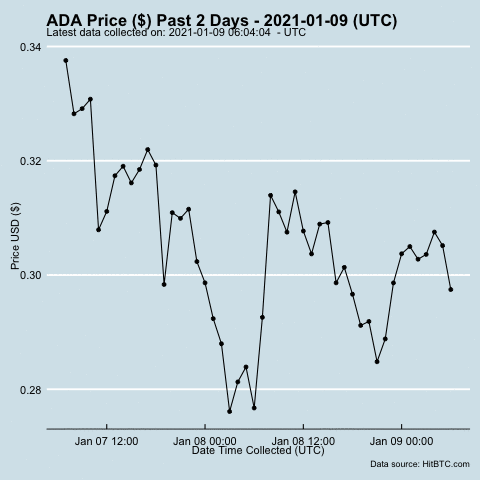 ADA Price ($) Past 2 Days - 2021-01-09 (UTC)
Latest data collected on: 2021-01-09 06:04:04  - UTC
0.34
0.32
0.30
0.28
Price USD ($)
Jan 07 12:00
Jan 08 00:00
Jan 08 12:00
Jan 09 00:00
Date Time Collected (UTC)
Data source: HitBTC.com